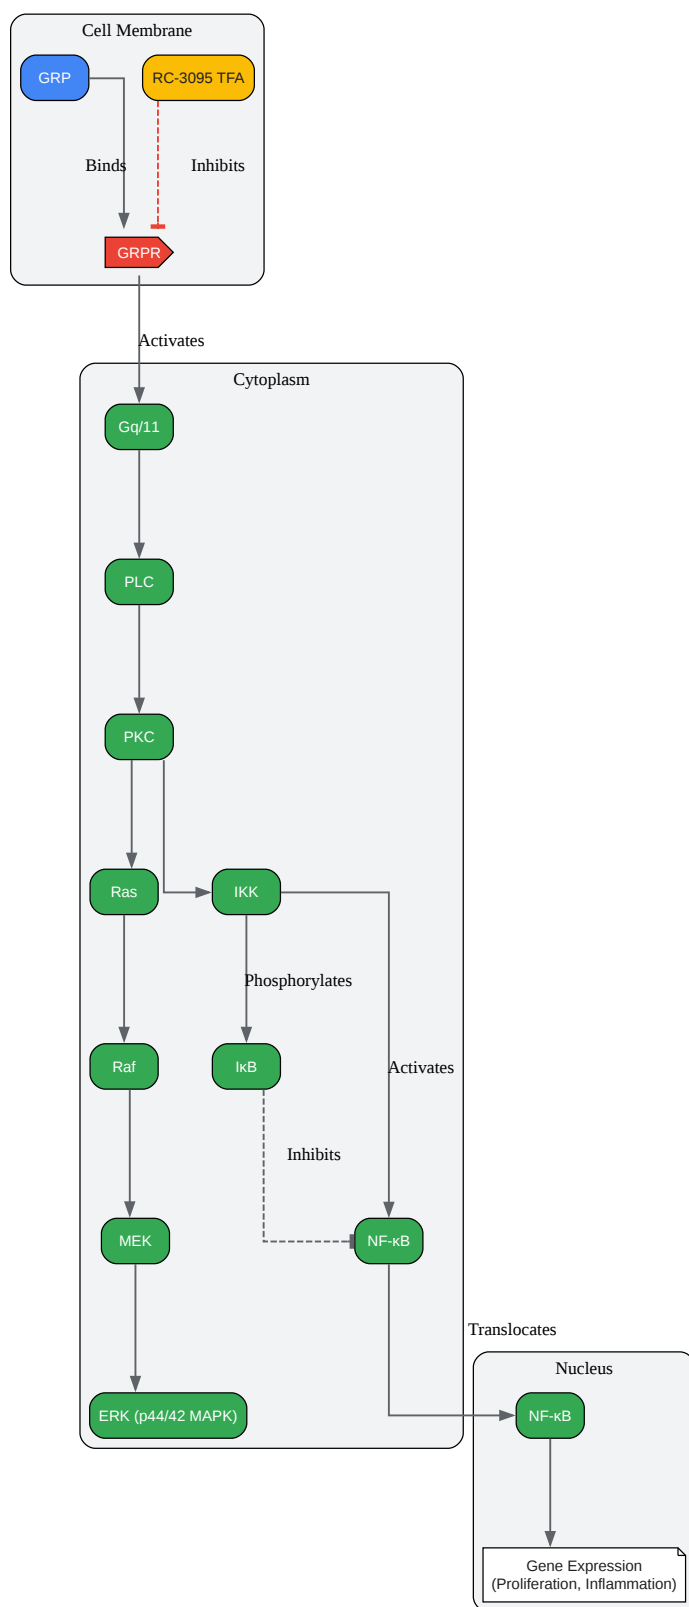 Cell Membrane
GRP
RC-3095 TFA
Binds
Inhibits
GRPR
Activates
Cytoplasm
Gq/11
PLC
PKC
Ras
IKK
Phosphorylates
Raf
IκB
Activates
Inhibits
MEK
NF-κB
Translocates
Nucleus
ERK (p44/42 MAPK)
NF-κB
Gene Expression
(Proliferation, Inflammation)